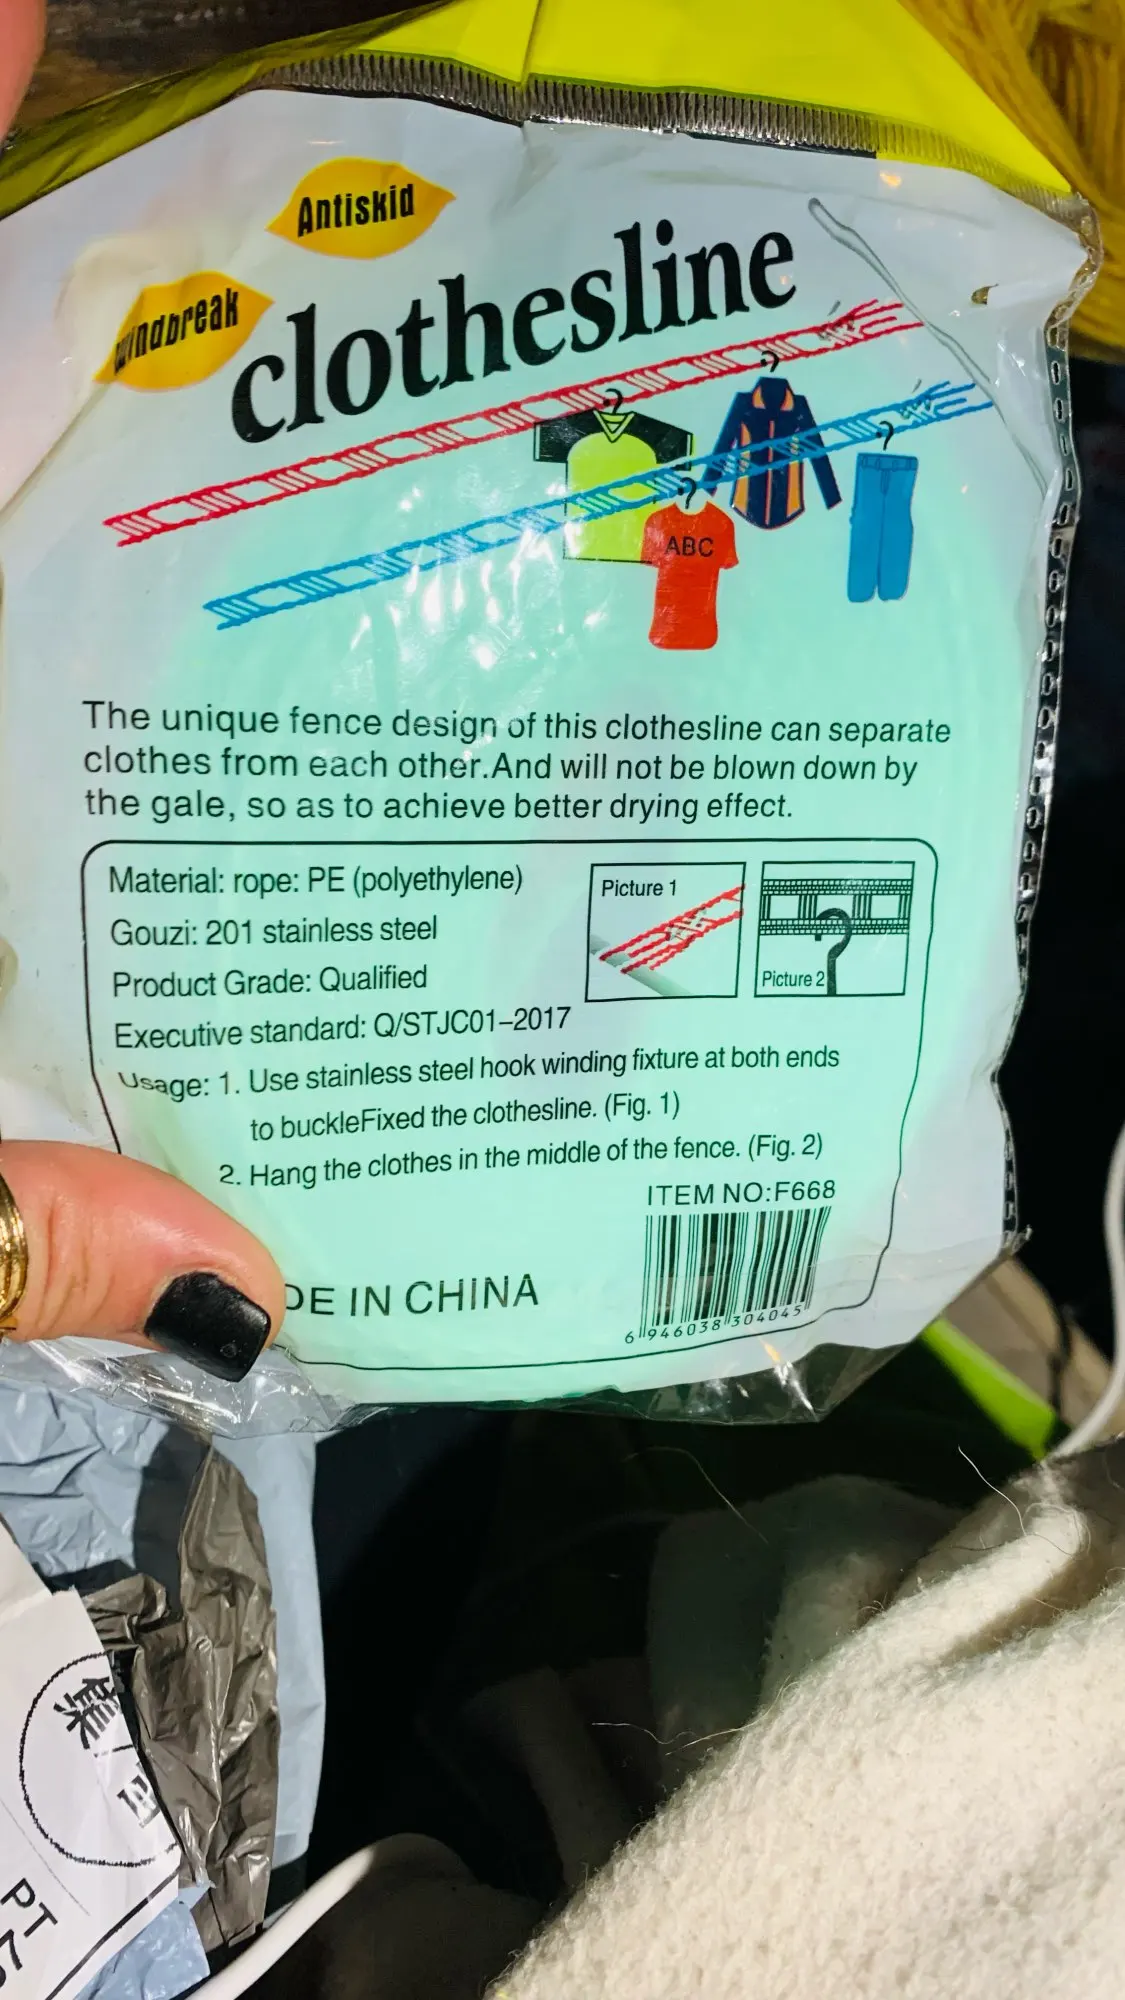 Antiskid
windbreak
clothesline
ABC
The unique fence design of this clothesline can separate
clothes from each other.And will not be blown down by
the gale, so as to achieve better drying effect.
Material: rope: PE (polyethylene)
Gouzi: 201 stainless steel
Product Grade: Qualified
Executive standard: Q/STJC01-2017
Usage: 1. Use stainless steel hook winding fixture at both ends
to buckleFixed the clothesline. (Fig. 1)
2. Hang the clothes in the middle of the fence. (Fig. 2)
Picture 1
Picture 2
ITEM NO:F668
6 946038 304045
DE IN CHINA
集
PT